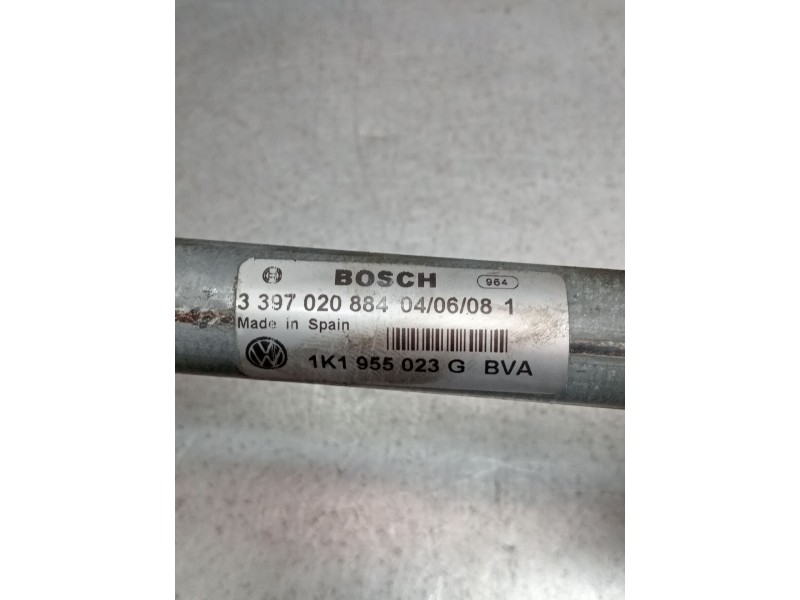 BOSCH 964
3 397 020 884 04/06/08 1
Made in Spain
1K1 955 023 G BVA